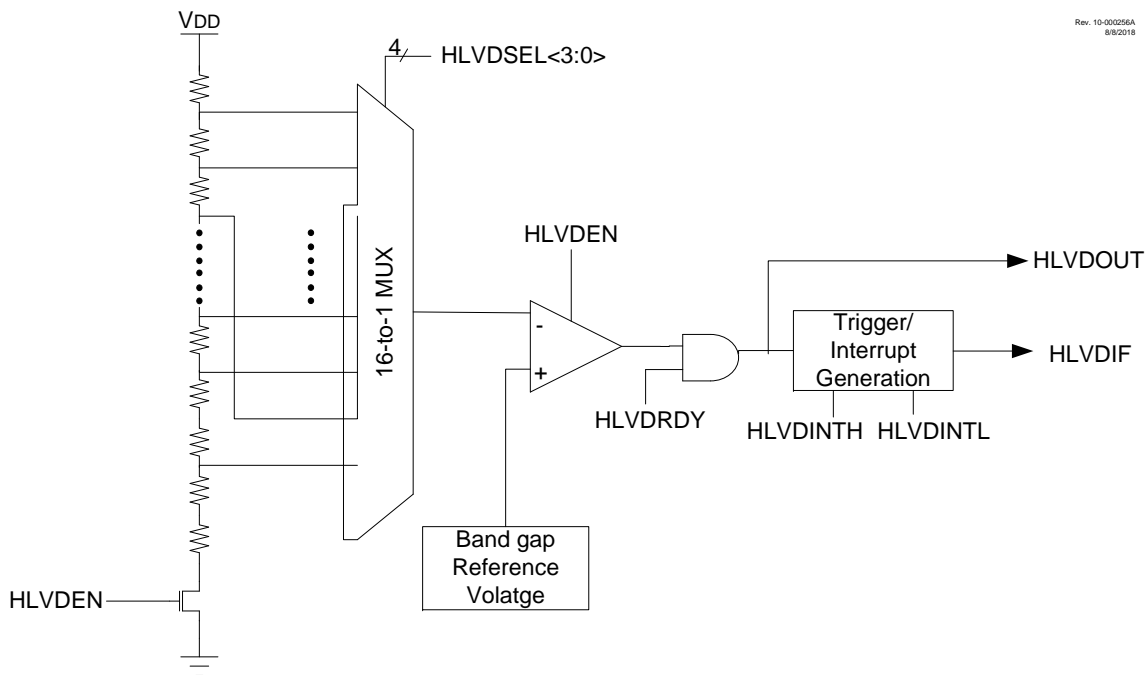 VDD
Rev. 10-000256A
8/8/2018
4
HLVDSEL<3:0>
16-to-1 MUX
HLVDEN
-
+
HLVDRDY
HLVDOUT
Trigger/
Interrupt
Generation
HLVDIF
HLVDINTH HLVDINTL
Band gap
Reference
Volatge
HLVDEN